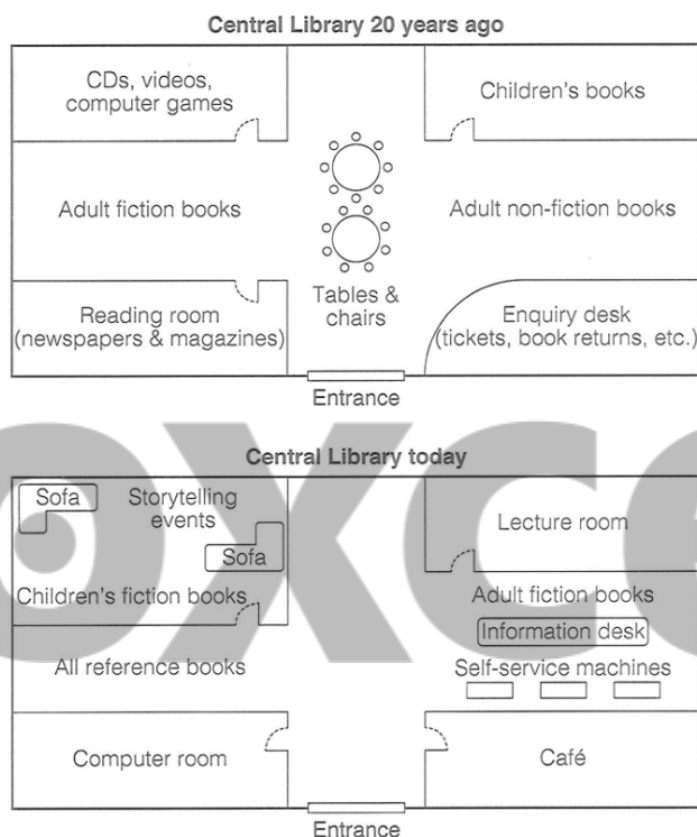 Central Library 20 years ago
CDs, videos,
computer games
Children's books
Adult fiction books
Adult non-fiction books
Tables &
chairs
Reading room
(newspapers & magazines)
Enquiry desk
(tickets, book returns, etc.)
Entrance
Central Library today
Sofa
Storytelling
events
Sofa
Lecture room
Children's fiction books
Adult fiction books
Information desk
All reference books
Self-service machines
Computer room
Café
Entrance